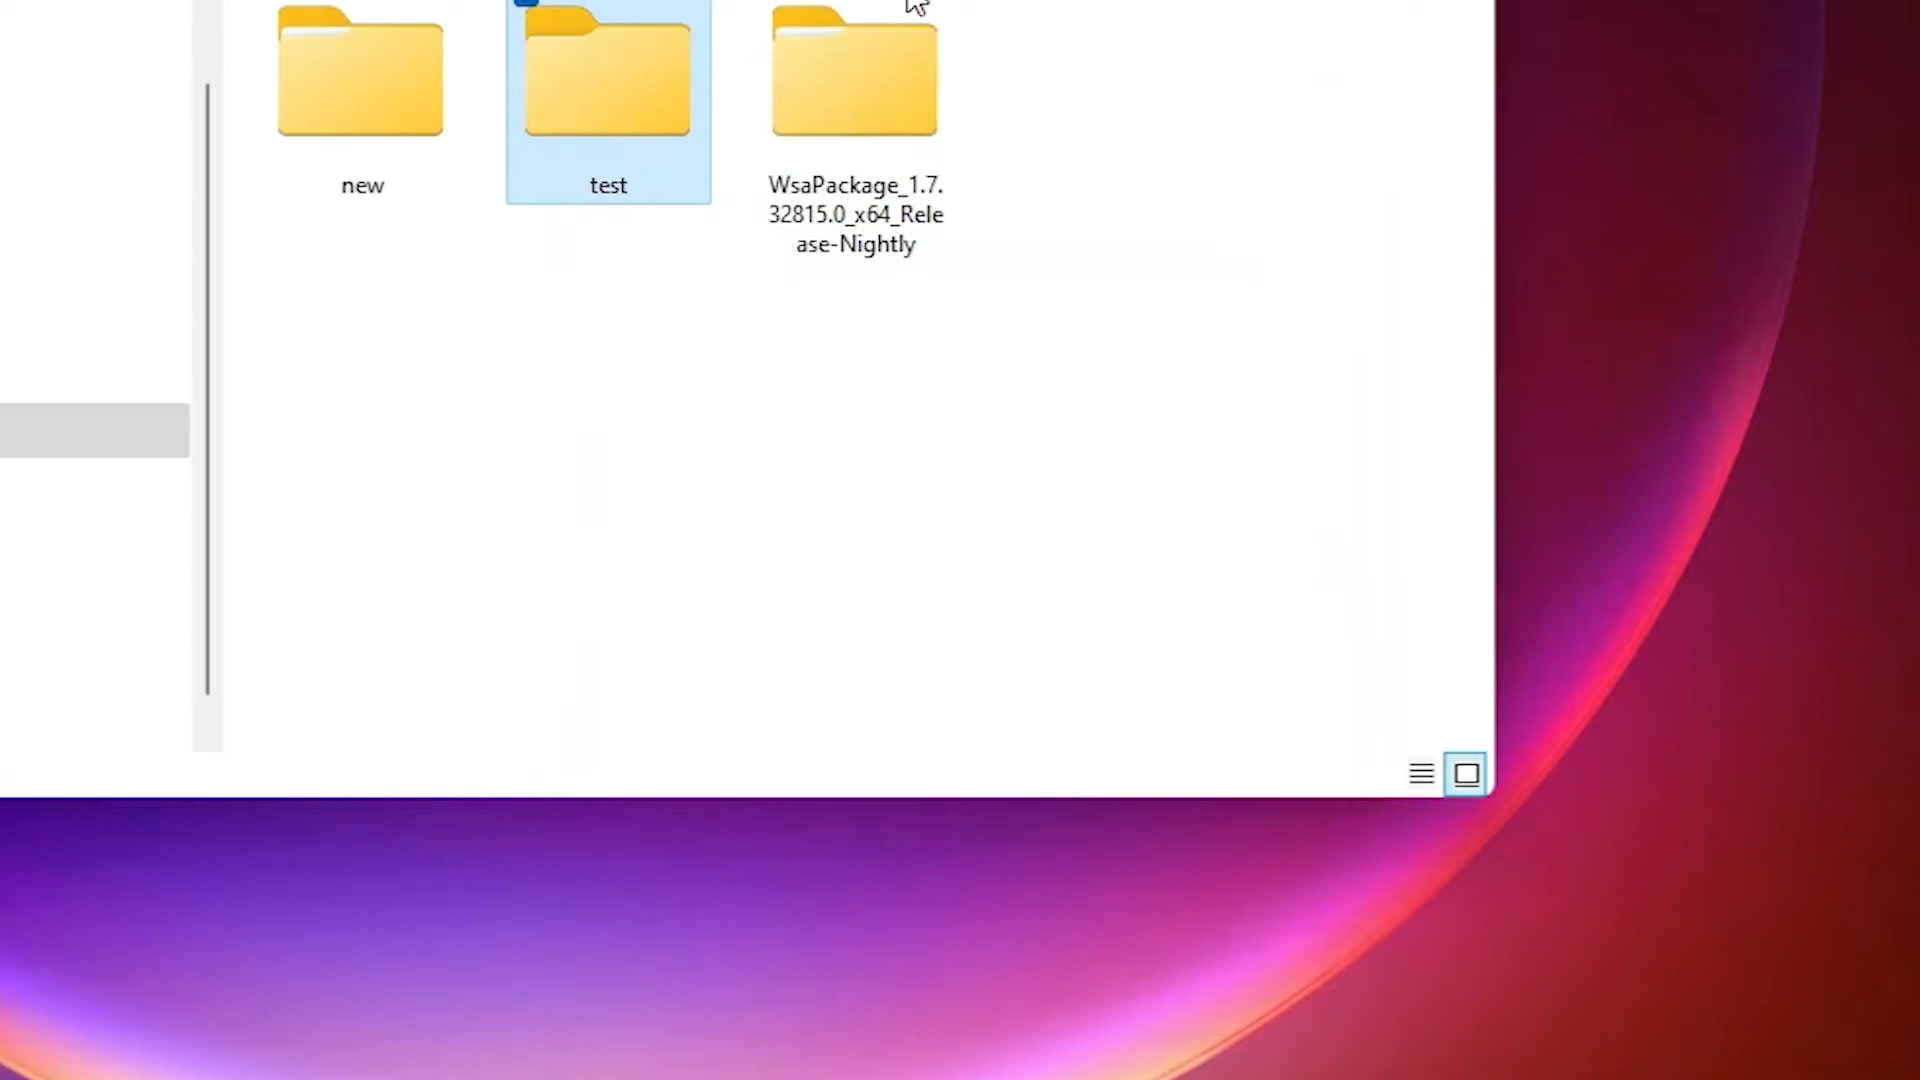 new
test
WsaPackage_1.7.
32815.0_x64_Rele
ase-Nightly